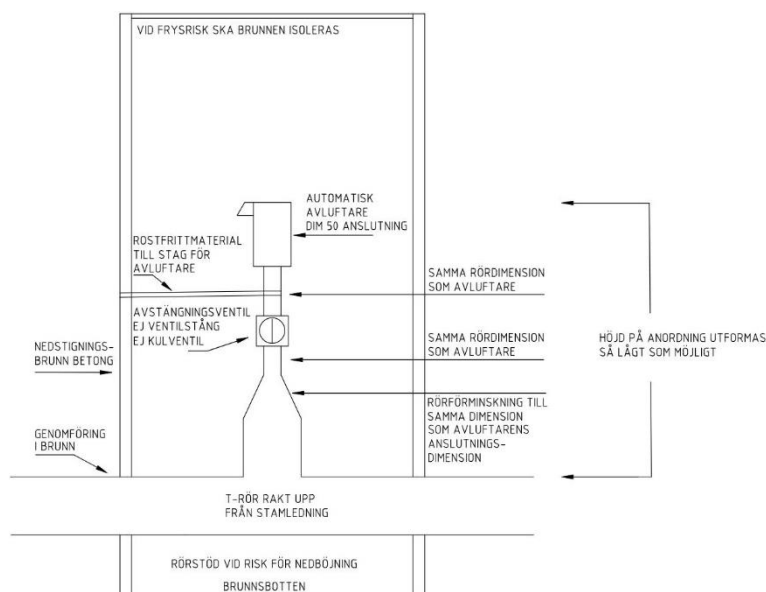 VID FRYSRISK SKA BRUNNEN ISOLERAS
AUTOMATISK
AVLUFTARE
DIM 50 ANSLUTNING
ROSTFRITTMATERIAL
TILL STAG FÖR
AVLUFTARE
SAMMA RÖRDIMENSION
SOM AVLUFTARE
AVSTÄNGNINGSVENTIL
EJ VENTILSTÅNG
EJ KULVENTIL
NEDSTIGNINGS-
BRUNN BETONG
SAMMA RÖRDIMENSION
SOM AVLUFTARE
HÖJD PÅ ANORDNING UTFORMAS
SÅ LÅGT SOM MÖJLIGT
RÖRFÖRMINSKNING TILL
SAMMA DIMENSION
SOM AVLUFTARENS
ANSLUTNINGS-
DIMENSION
GENOMFÖRING
I BRUNN
T-RÖR RAKT UPP
FRÅN STAMLEDNING
RÖRSTÖD VID RISK FÖR NEDBÖJNING
BRUNNSBOTTEN